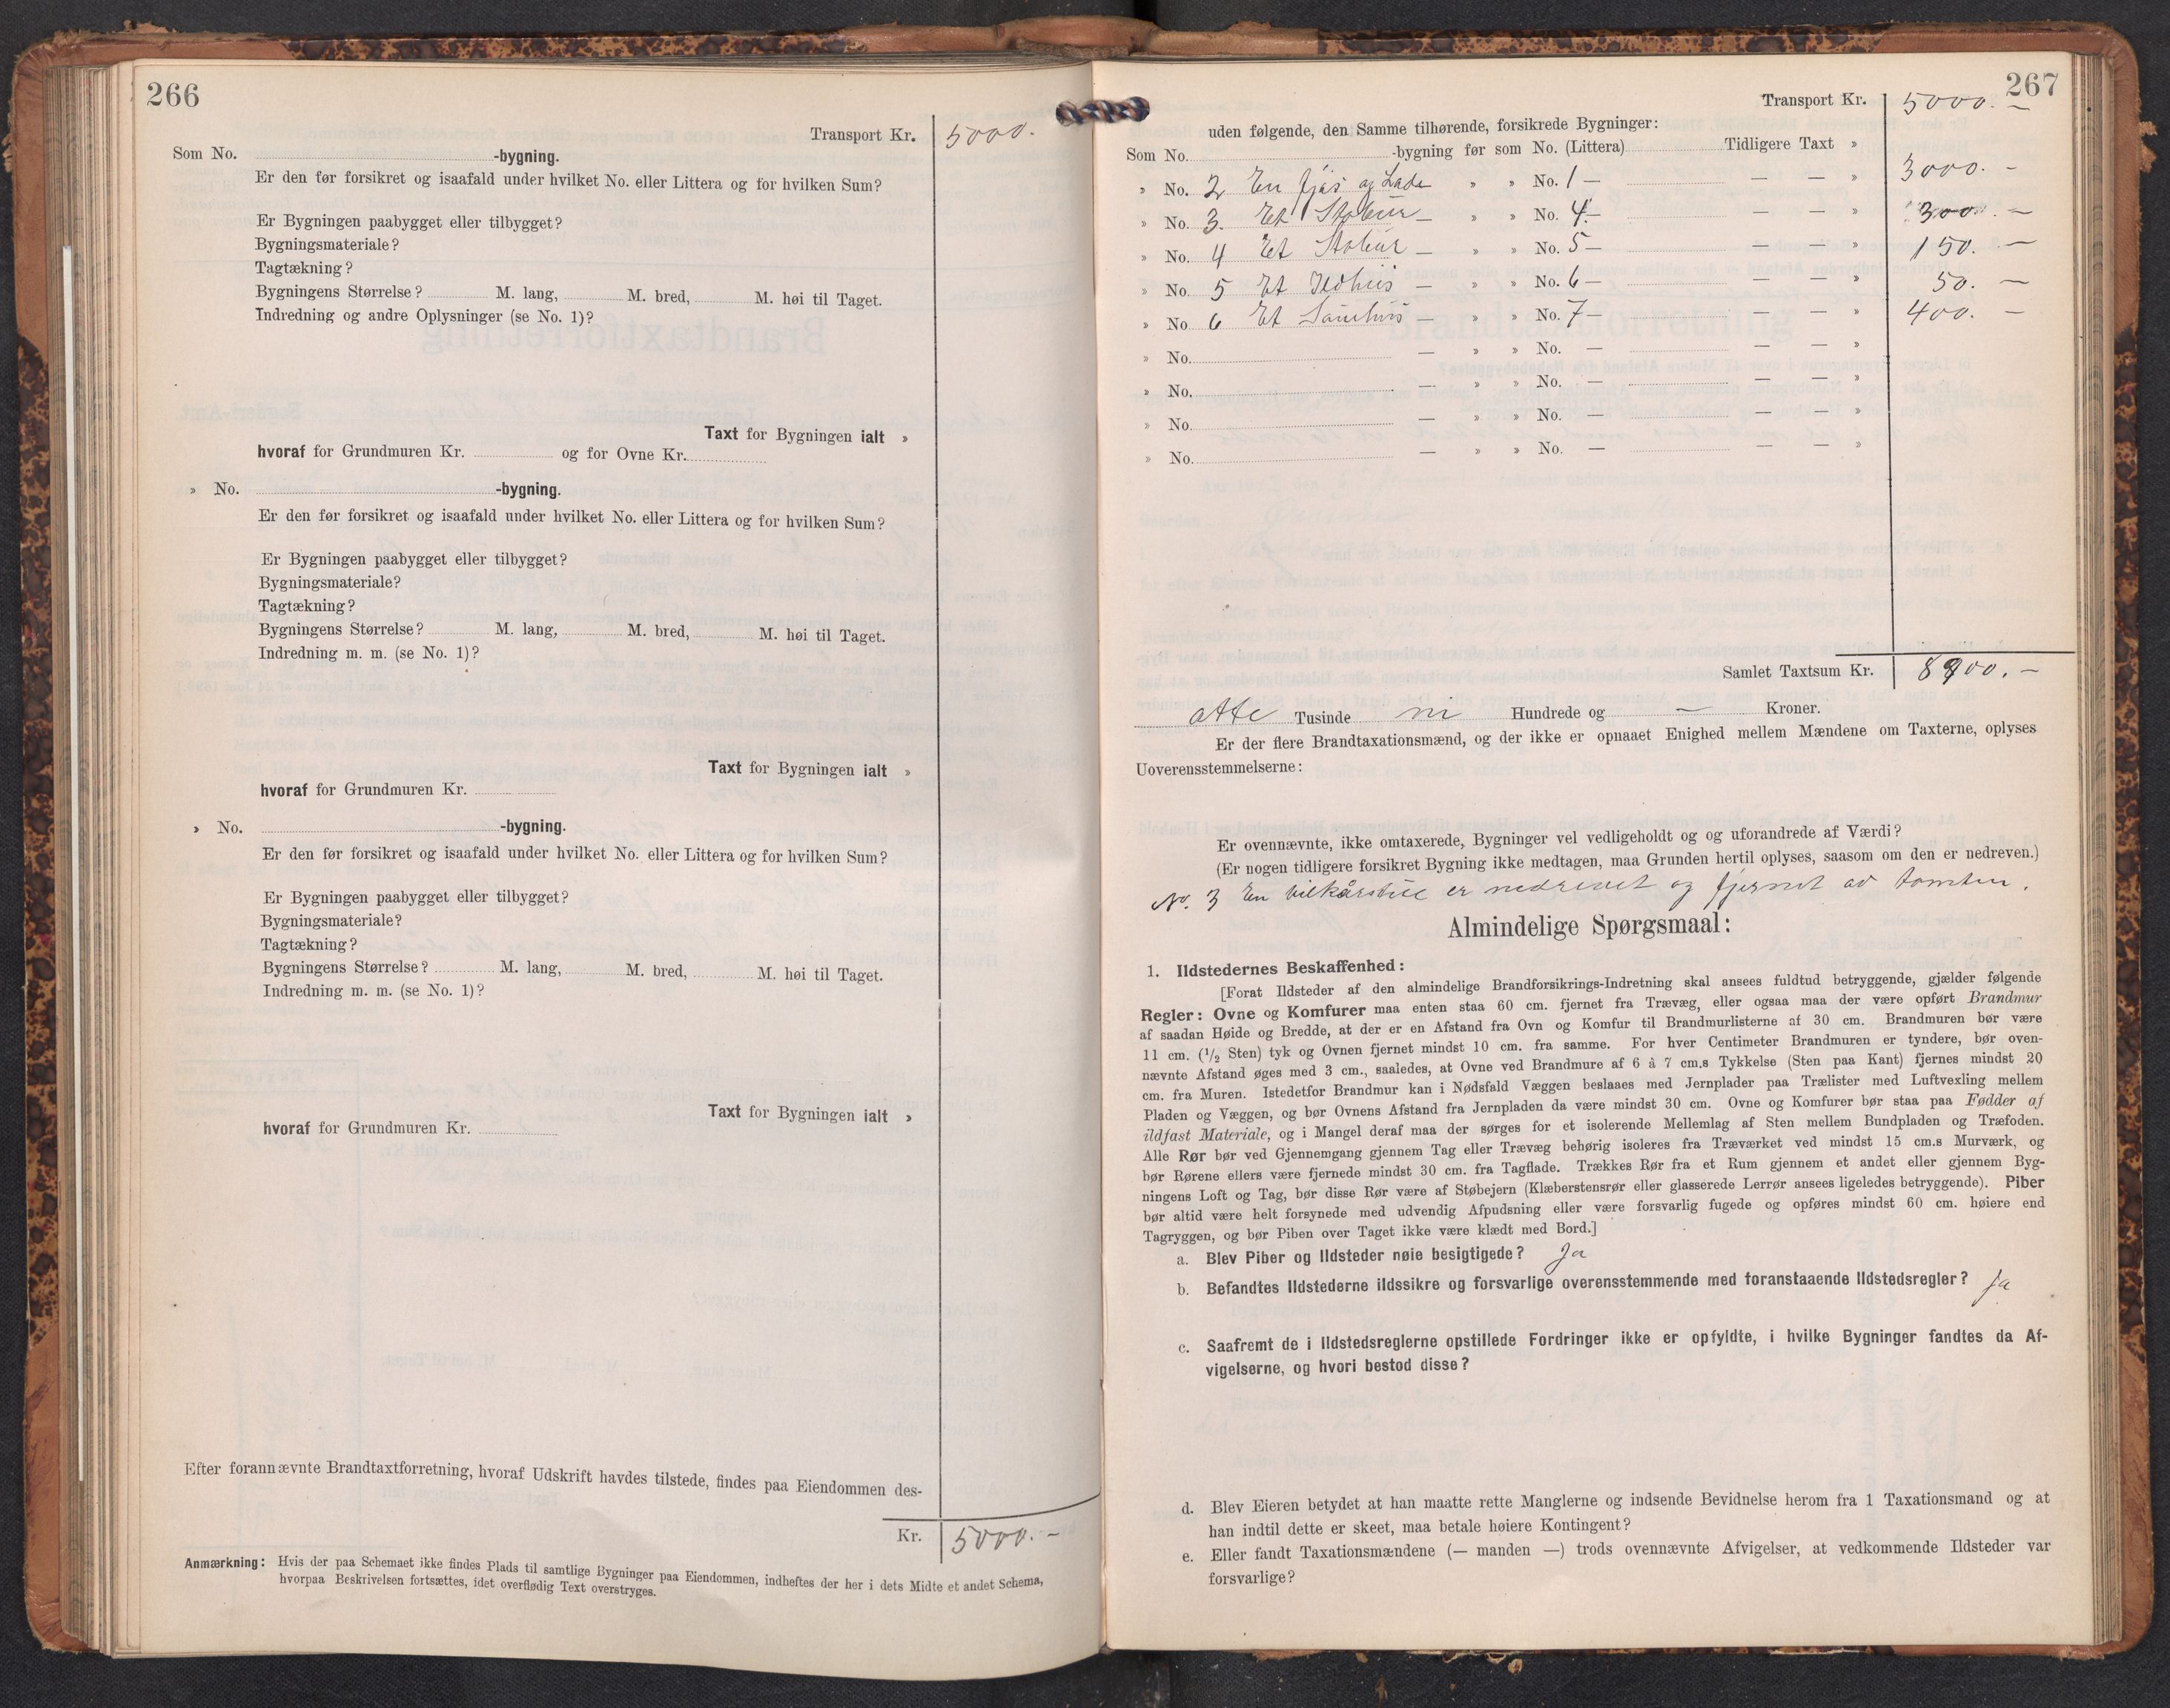 266
Transport Kr. 5000.
Som No. -bygning.
Er den før forsikret og isaafald under hvilket No. eller Littera og for hvilken Sum?
Er Bygningen paabygget eller tilbygget?
Bygningsmateriale?
Tagtækning?
Bygningens Størrelse? M. lang, M. bred, M. høi til Taget.
Indredning og andre Oplysninger (se No. 1)?
Taxt for Bygningen ialt »
hvoraf for Grundmuren Kr. og for Ovne Kr.
» No. -bygning.
Er den før forsikret og isaafald under hvilket No. eller Littera og for hvilken Sum?
Er Bygningen paabygget eller tilbygget?
Bygningsmateriale?
Tagtækning?
Bygningens Størrelse? M. lang, M. bred, M. høi til Taget.
Indredning m. m. (se No. 1)?
Taxt for Bygningen ialt »
hvoraf for Grundmuren Kr.
» No. -bygning.
Er den før forsikret og isaafald under hvilket No. eller Littera og for hvilken Sum?
Er Bygningen paabygget eller tilbygget?
Bygningsmateriale?
Tagtækning?
Bygningens Størrelse? M. lang, M. bred, M. høi til Taget.
Indredning m. m. (se No. 1)?
Taxt for Bygningen ialt »
hvoraf for Grundmuren Kr.
Efter forannævnte Brandtaxtforretning, hvoraf Udskrift havdes tilstede, findes paa Eiendommen des-
Kr. 5000. -
Anmærkning: Hvis der paa Schemaet ikke findes Plads til samtlige Bygninger paa Eiendommen, indheftes der her i dets Midte et andet Schema,
hvorpaa Beskrivelsen fortsættes, idet overflødig Text overstryges.
267
Transport Kr. 5000. -
uden følgende, den Samme tilhørende, forsikrede Bygninger:
Som No. -bygning før som No. (Littera) Tidligere Taxt »
» No. 2 En fjøs og Lade » » No. 1 — — — » 3000. -
» No. 3. Et Stabur — » » No. 4 — — — » 300. -
» No. 4 Et Stabur — » » No. 5 — — — » 150. -
» No. 5 Et Ildhus — » » No. 6 — — — » 50. -
» No. 6 Et — » » No. 7 — — — » 400. -
» No. — » » No. — — — »
» No. — » » No. — — — »
» No. — » » No. — — — »
» No. — » » No. — — — »
Samlet Taxtsum Kr. 8900. -
otte Tusinde ni Hundrede og — Kroner.
Er der flere Brandtaxationsmænd, og der ikke er opnaaet Enighed mellem Mændene om Taxterne, oplyses
Uoverensstemmelserne:
Er ovennævnte, ikke omtaxerede, Bygninger vel vedligeholdt og og uforandrede af Værdi?
(Er nogen tidligere forsikret Bygning ikke medtagen, maa Grunden hertil oplyses, saasom om den er nedreven.)
No. 3 En vilkårstue er nedrevet og fjernet av tomten.
Almindelige Spørgsmaal:
1. Ildstedernes Beskaffenhed:
[Forat Ildsteder af den almindelige Brandforsikrings-Indretning skal ansees fuldtud betryggende, gjælder følgende
Regler: Ovne og Komfurer maa enten staa 60 cm. fjernet fra Trævæg, eller ogsaa maa der være opført Brandmur
af saadan Høide og Bredde, at der er en Afstand fra Ovn og Komfur til Brandmurlisterne af 30 cm. Brandmuren bør være
11 cm. (1/2 Sten) tyk og Ovnen fjernet mindst 10 cm. fra samme. For hver Centimeter Brandmuren er tyndere, bør oven-
nævnte Afstand øges med 3 cm., saaledes, at Ovne ved Brandmure af 6 à 7 cm.s Tykkelse (Sten paa Kant) fjernes mindst 20
cm. fra Muren. Istedetfor Brandmur kan i Nødsfald Væggen beslaaes med Jernplader paa Trælister med Luftvexling mellem
Pladen og Væggen, og bør Ovnens Afstand fra Jernpladen da være mindst 30 cm. Ovne og Komfurer bør staa paa Fødder af
ildfast Materiale, og i Mangel deraf maa der sørges for et isolerende Mellemlag af Sten mellem Bundpladen og Træfoden.
Alle Rør bør ved Gjennemgang gjennem Tag eller Trævæg behørig isoleres fra Træværket ved mindst 15 cm.s Murværk, og
bør Rørene ellers være fjernede mindst 30 cm. fra Tagflade. Trækkes Rør fra et Rum gjennem et andet eller gjennem Byg-
ningens Loft og Tag, bør disse Rør være af Støbejern (Klæberstensrør eller glasserede Lerrør ansees ligeledes betryggende). Piber
bør altid være helt forsynede med udvendig Afpudsning eller være forsvarlig fugede og opføres mindst 60 cm. høiere end
Tagryggen, og bør Piben over Taget ikke være klædt med Bord.]
a. Blev Piber og Ildsteder nøie besigtigede? Ja
b. Befandtes Ildstederne ildssikre og forsvarlige overensstemmende med foranstaaende Ildstedsregler? Ja
c. Saafremt de i Ildstedsreglerne opstillede Fordringer ikke er opfyldte, i hvilke Bygninger fandtes da Af-
vigelserne, og hvori bestod disse?
d. Blev Eieren betydet at han maatte rette Manglerne og indsende Bevidnelse herom fra 1 Taxationsmand og at
han indtil dette er skeet, maa betale høiere Kontingent?
e. Eller fandt Taxationsmændene (— manden —) trods ovennævnte Afvigelser, at vedkommende Ildsteder var
forsvarlige?